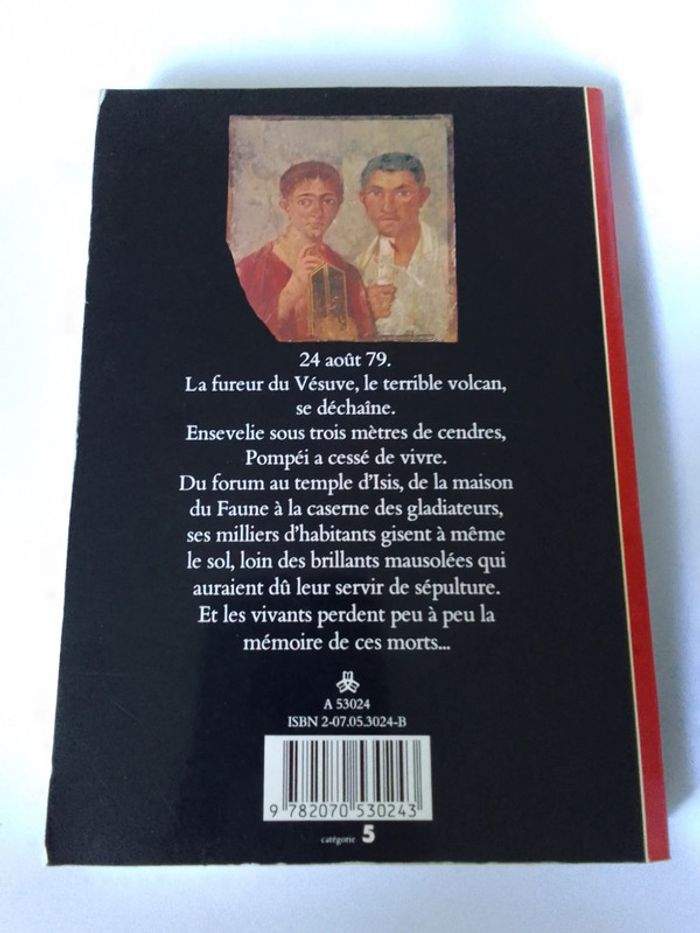 24 août 79.
La fureur du Vésuve, le terrible volcan,
se déchaîne.
Ensevelie sous trois mètres de cendres,
Pompéi a cessé de vivre.
Du forum au temple d'Isis, de la maison
du Faune à la caserne des gladiateurs,
ses milliers d'habitants gisent à même
le sol, loin des brillants mausolées qui
auraient dû leur servir de sépulture.
Et les vivants perdent peu à peu la
mémoire de ces morts...
A 53024
ISBN 2-07.05.3024-B
9 782070 530243
catégorie 5